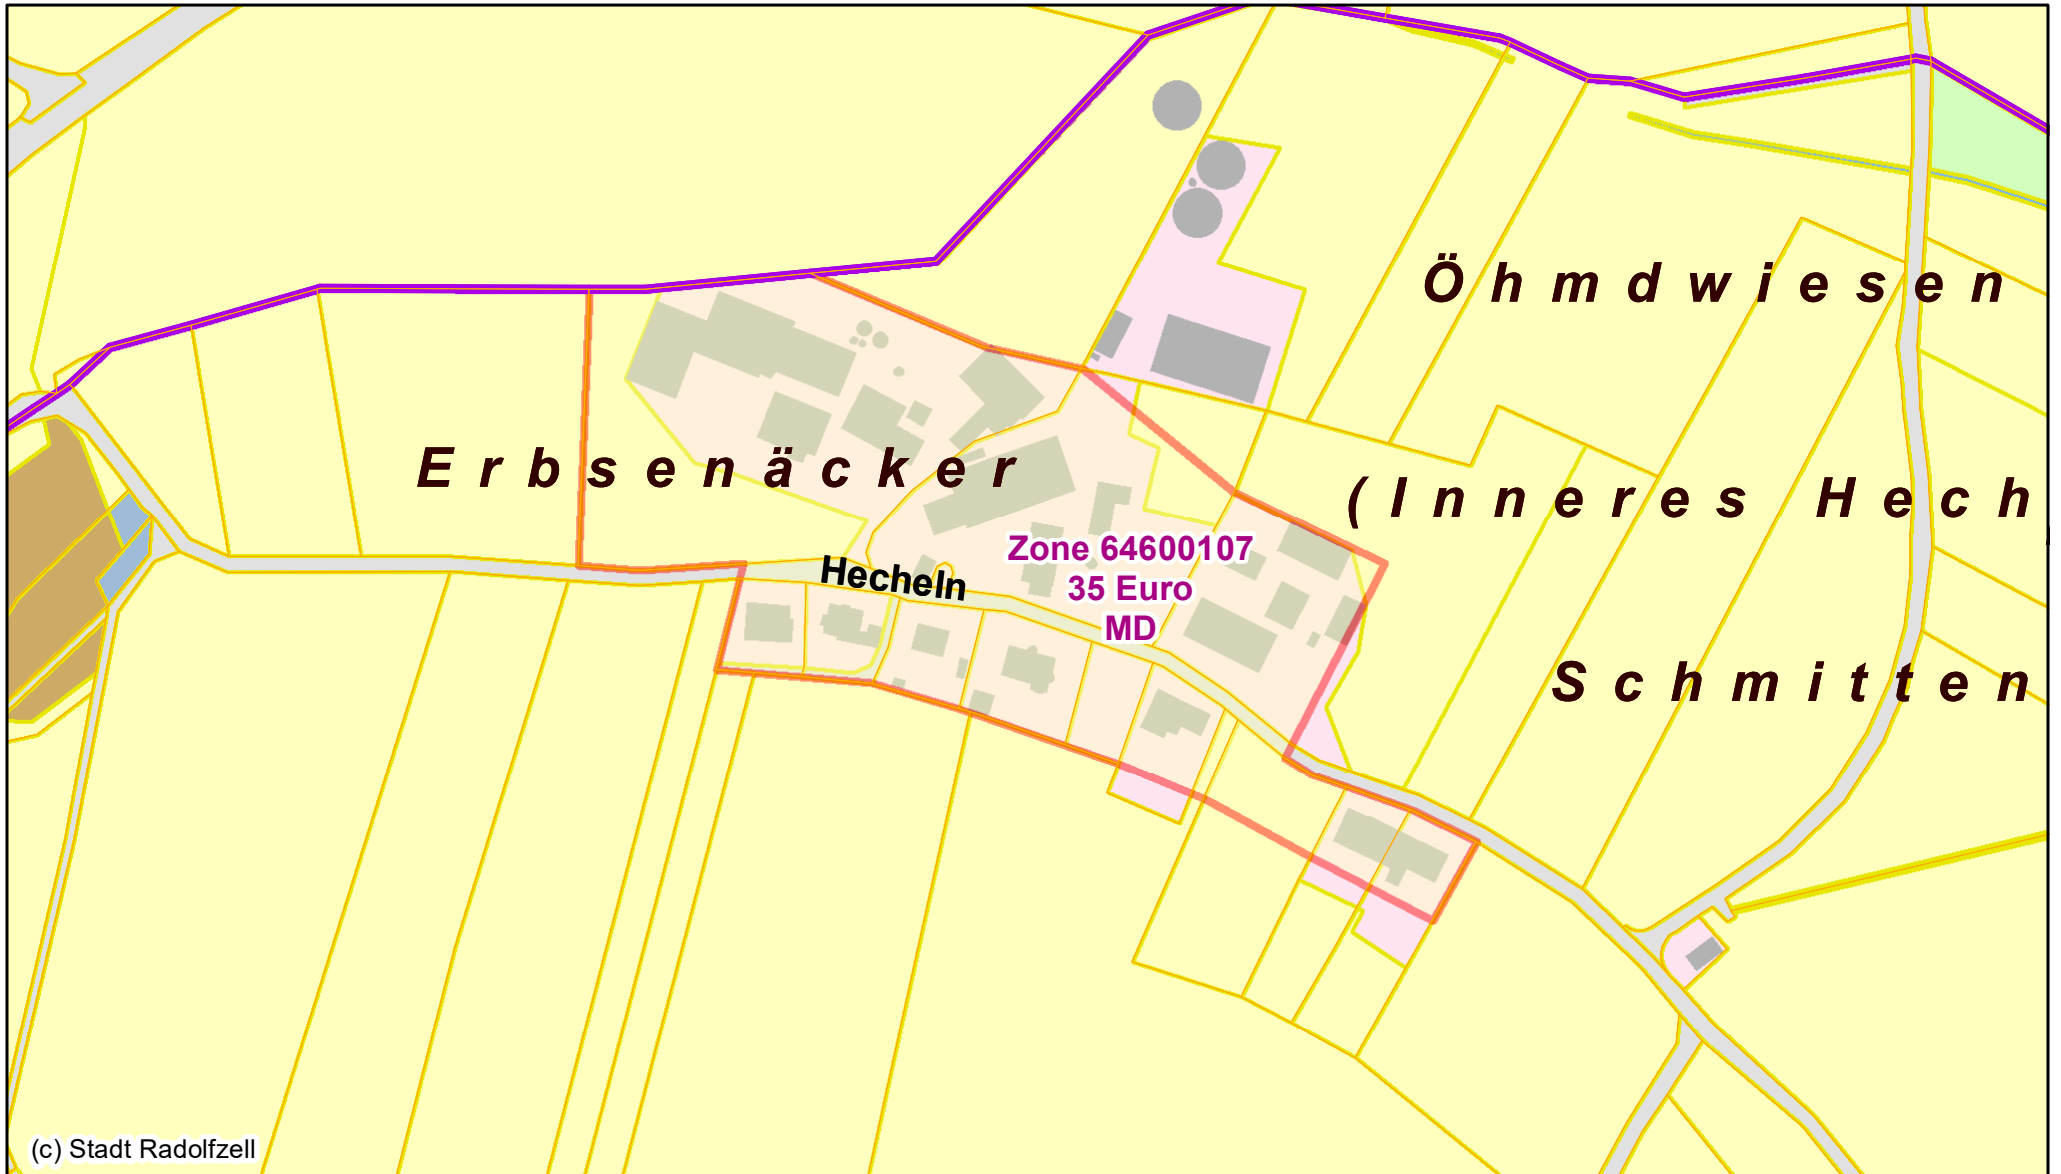 Öhmdwiesen
Erbsenäcker
(Inneres Hech
Zone 64600107
35 Euro
MD
Hecheln
Schmitten
(c) Stadt Radolfzell